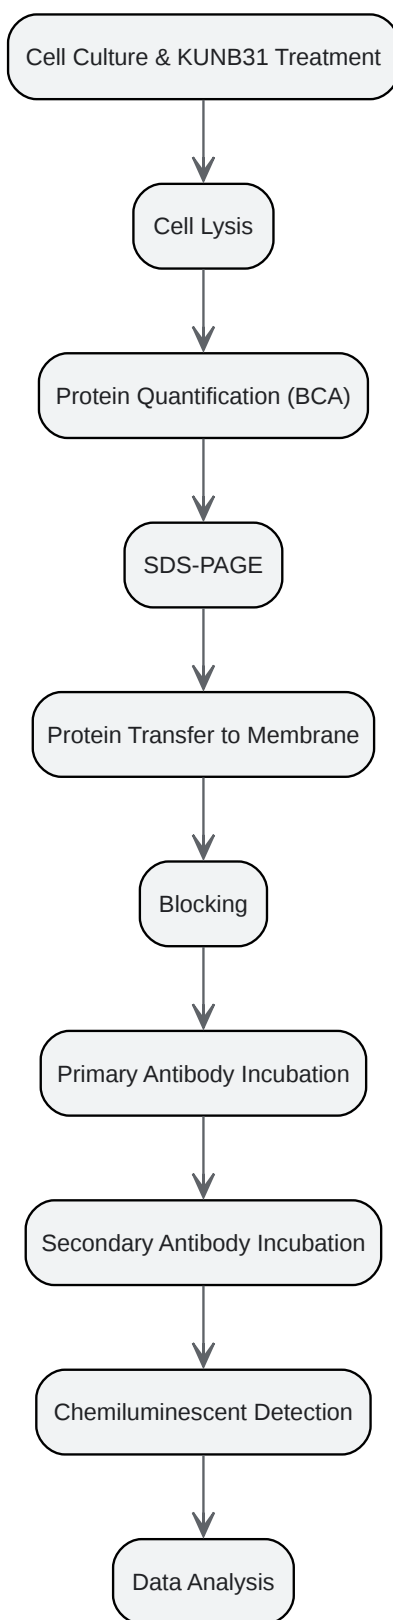 Cell Culture & KUNB31 Treatment
Cell Lysis
Protein Quantification (BCA)
SDS-PAGE
Protein Transfer to Membrane
Blocking
Primary Antibody Incubation
Secondary Antibody Incubation
Chemiluminescent Detection
Data Analysis